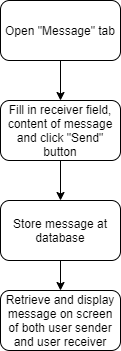 Open "Message" tab
Fill in receiver field,
content of message
and click "Send"
button
Store message at
database
Retrieve and display
message on screen
of both user sender
and user receiver